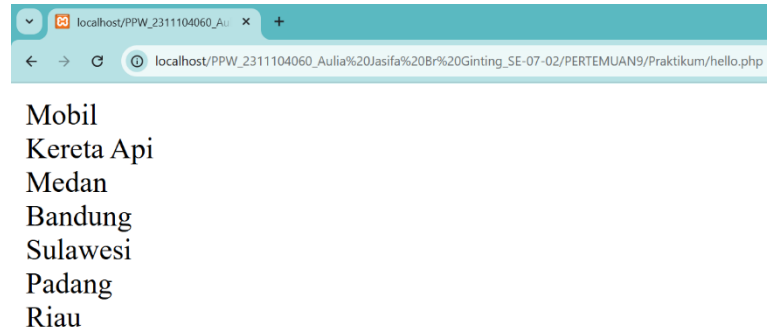 localhost/PPW_2311104060_Au
localhost/PPW_2311104060_Aulia%20Jasifa%20Br%20Ginting_SE-07-02/PERTEMUAN9/Praktikum/hello.php
Mobil
Kereta Api
Medan
Bandung
Sulawesi
Padang
Riau